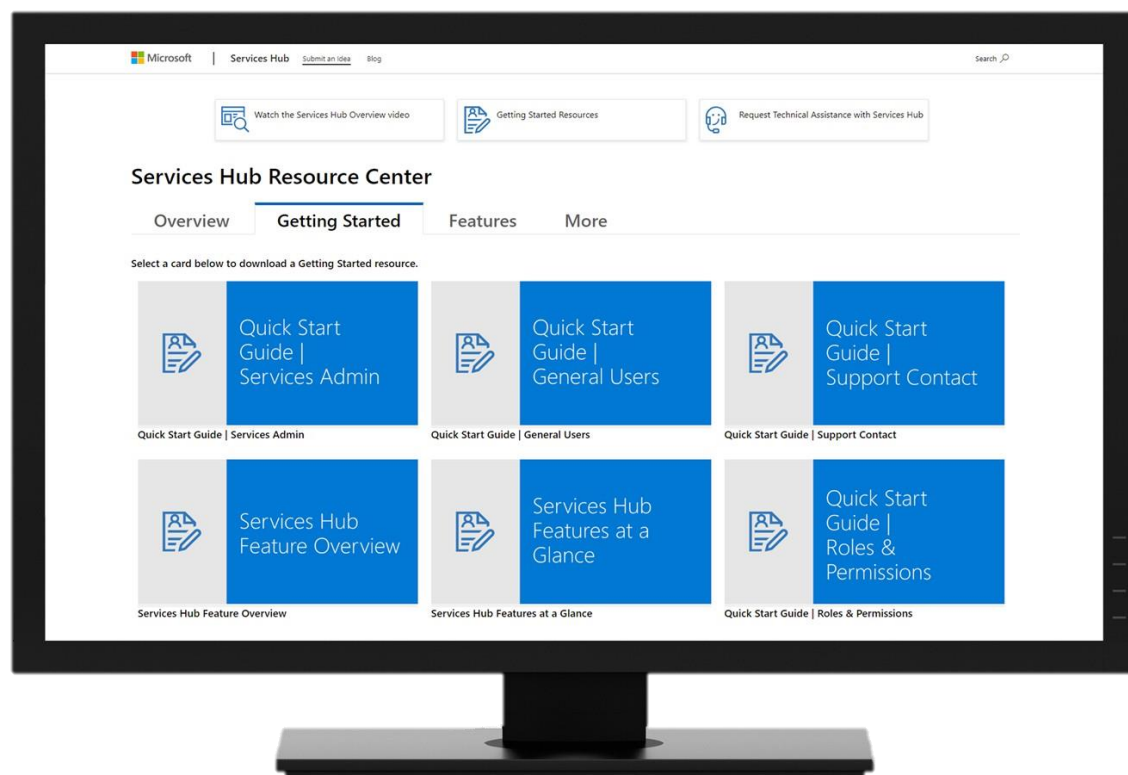 Microsoft | Services Hub Submit an Idea Blog Search
Watch the Services Hub Overview video
Getting Started Resources
Request Technical Assistance with Services Hub
Services Hub Resource Center
Overview Getting Started Features More
Select a card below to download a Getting Started resource.
Quick Start
Guide |
Services Admin
Quick Start
Guide |
General Users
Quick Start
Guide |
Support Contact
Quick Start Guide | Services Admin
Quick Start Guide | General Users
Quick Start Guide | Support Contact
Services Hub
Feature Overview
Services Hub
Features at a
Glance
Quick Start
Guide |
Roles &
Permissions
Services Hub Feature Overview
Services Hub Features at a Glance
Quick Start Guide | Roles & Permissions